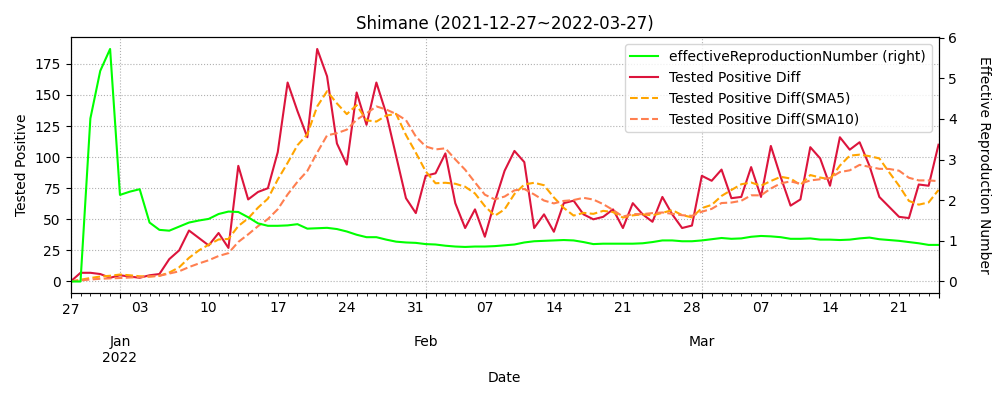 Shimane (2021-12-27~2022-03-27)
effectiveReproductionNumber (right)
Tested Positive Diff
Tested Positive Diff(SMA5)
Tested Positive Diff(SMA10)
Tested Positive
175
150
125
100
75
50
25
0
6
5
4
3
2
1
0
Effective Reproduction Number
27 03 10 17 24 31 07 14 21 28 07 14 21
Jan Feb Mar
2022
Date